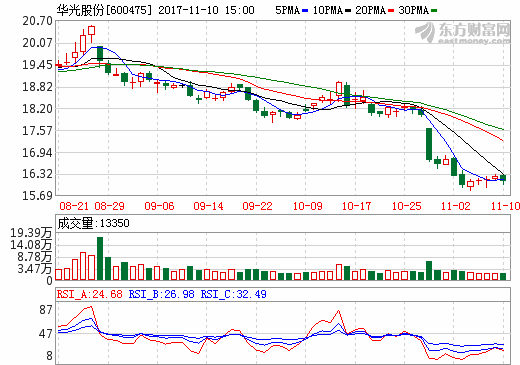 华光股份[600475] 2017-11-10 15:00 5PMA 10PMA 20PMA 30PMA
东方财富网
eastmoney.com
20.70
20.07
19.45
18.82
18.20
17.57
16.94
16.32
15.69
08-21 08-29 09-06 09-14 09-22 10-09 10-17 10-25 11-02 11-10
成交量:13350
19.39万
14.08万
8.78万
3.47万
0
RSI_A:24.68 RSI_B:26.98 RSI_C:32.49
87
47
8